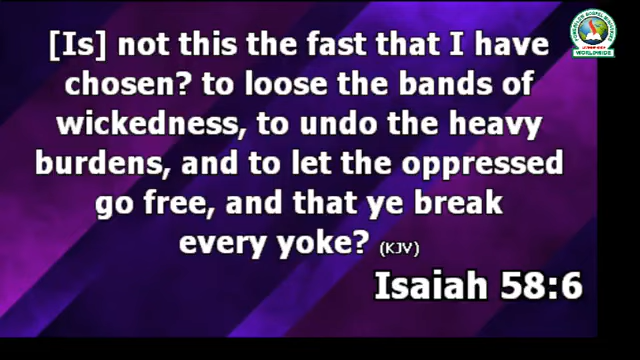 [Is] not this the fast that I have
chosen? to loose the bands of
wickedness, to undo the heavy
burdens, and to let the oppressed
go free, and that ye break
every yoke? (KJV)
Isaiah 58:6
WORLDWIDE